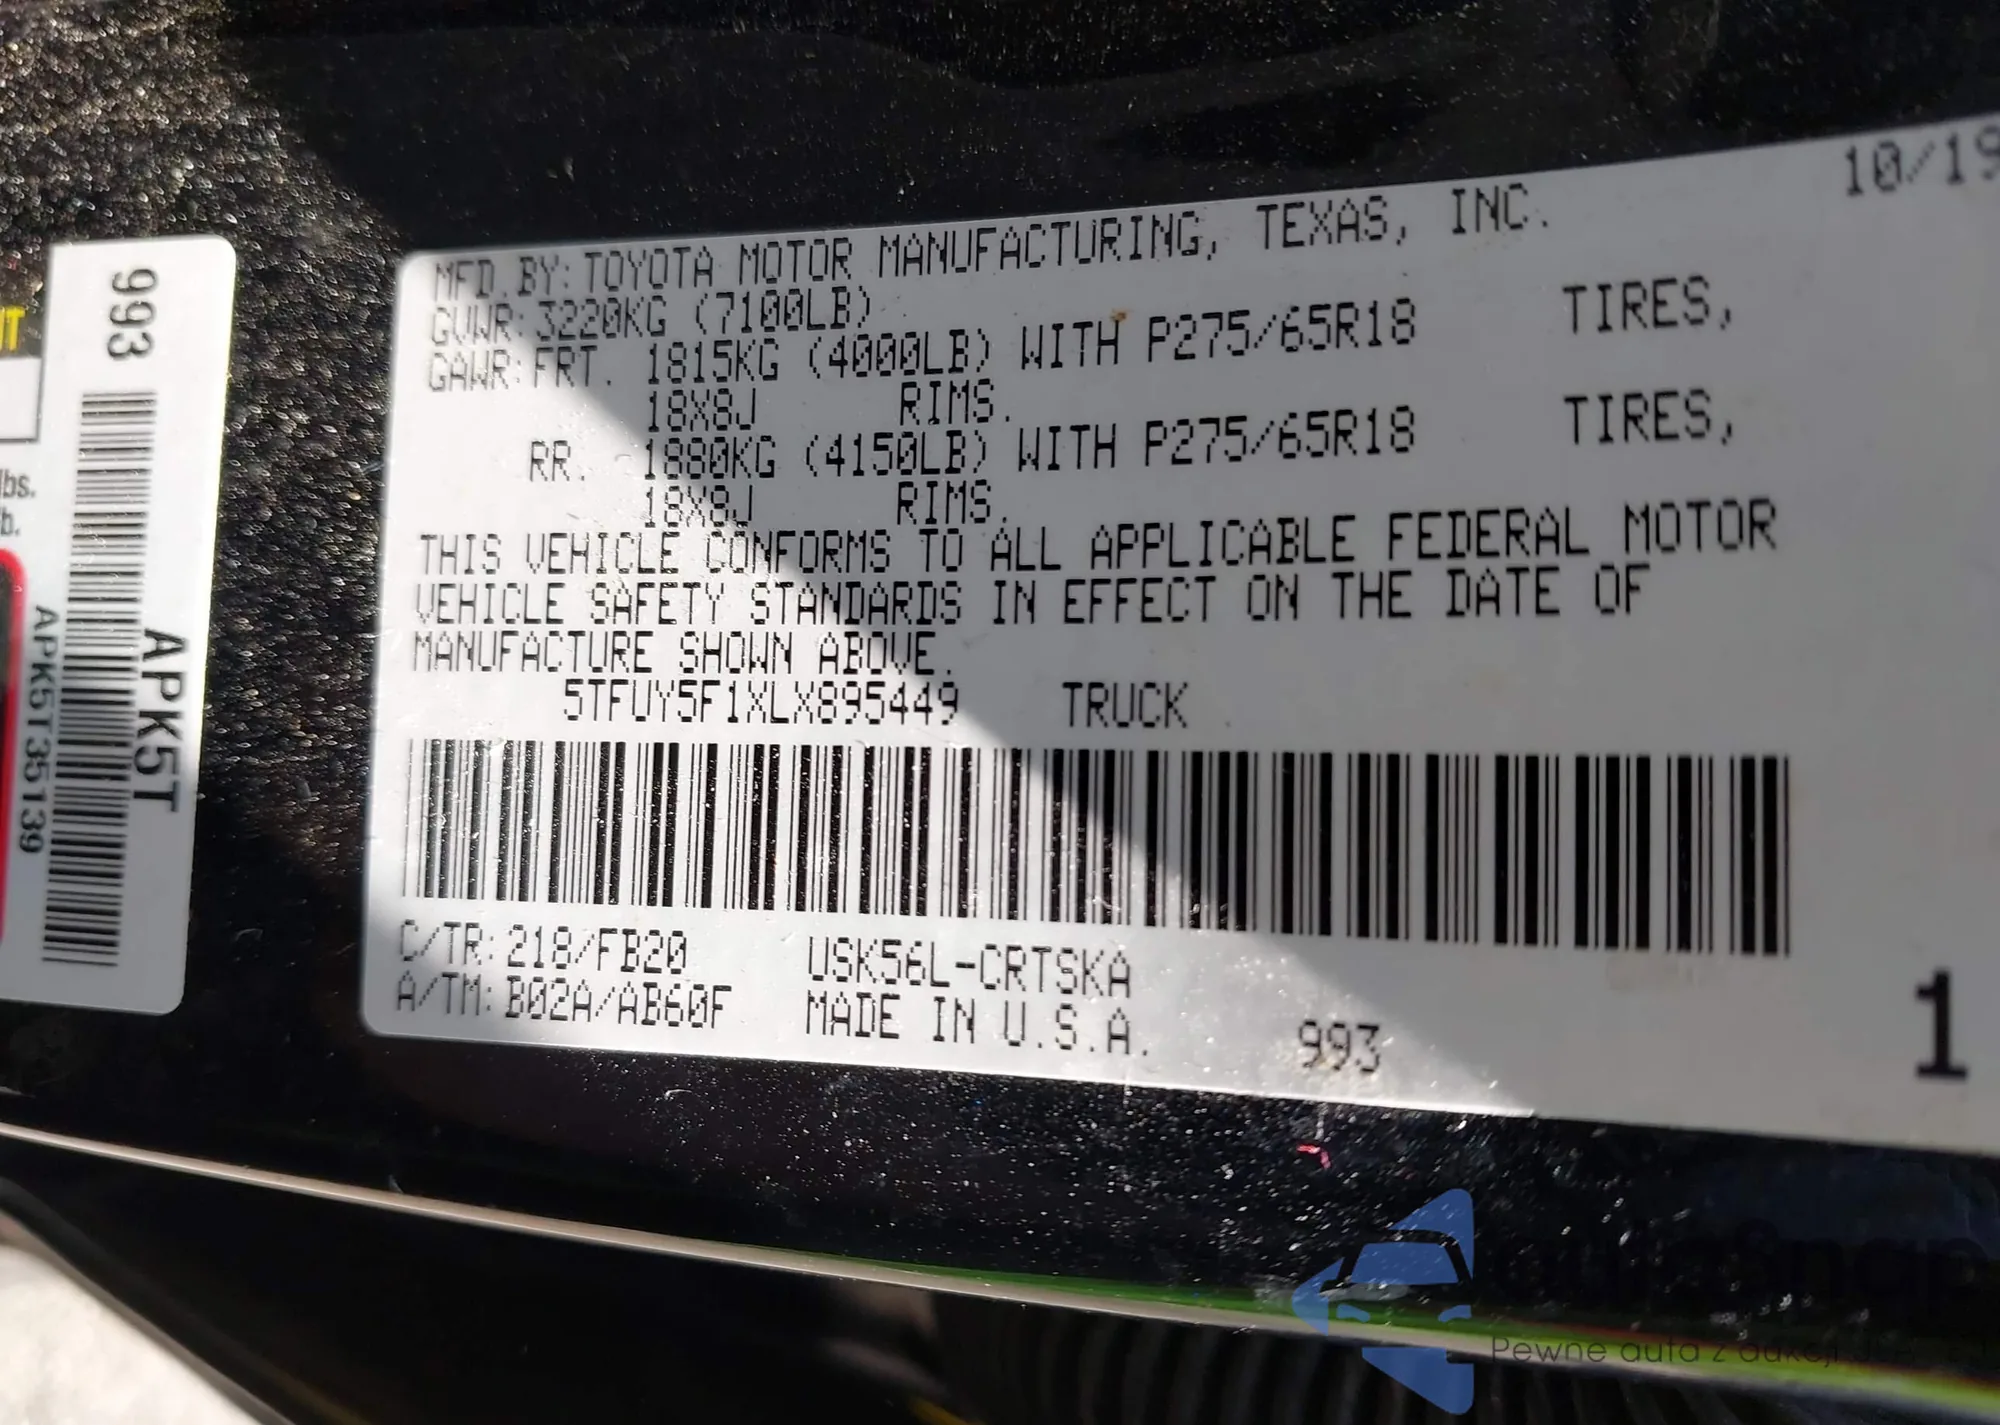 10/19
MFD. BY: TOYOTA MOTOR MANUFACTURING, TEXAS, INC.
GVWR: 3220KG (7100LB)
GAWR: FRT. 1815KG (4000LB) WITH P275/65R18 TIRES,
18X8J RIMS.
RR. 1880KG (4150LB) WITH P275/65R18 TIRES,
18X8J RIMS.
THIS VEHICLE CONFORMS TO ALL APPLICABLE FEDERAL MOTOR
VEHICLE SAFETY STANDARDS IN EFFECT ON THE DATE OF
MANUFACTURE SHOWN ABOVE.
5TFUY5F1XLX895449 TRUCK
C/TR: 218/FB20 USK56L-CRTSKA
A/TM: B02A/AB60F MADE IN U.S.A. 993
1
993
APK5T
APK5T35139
lbs.
Pewne auta z aukcji